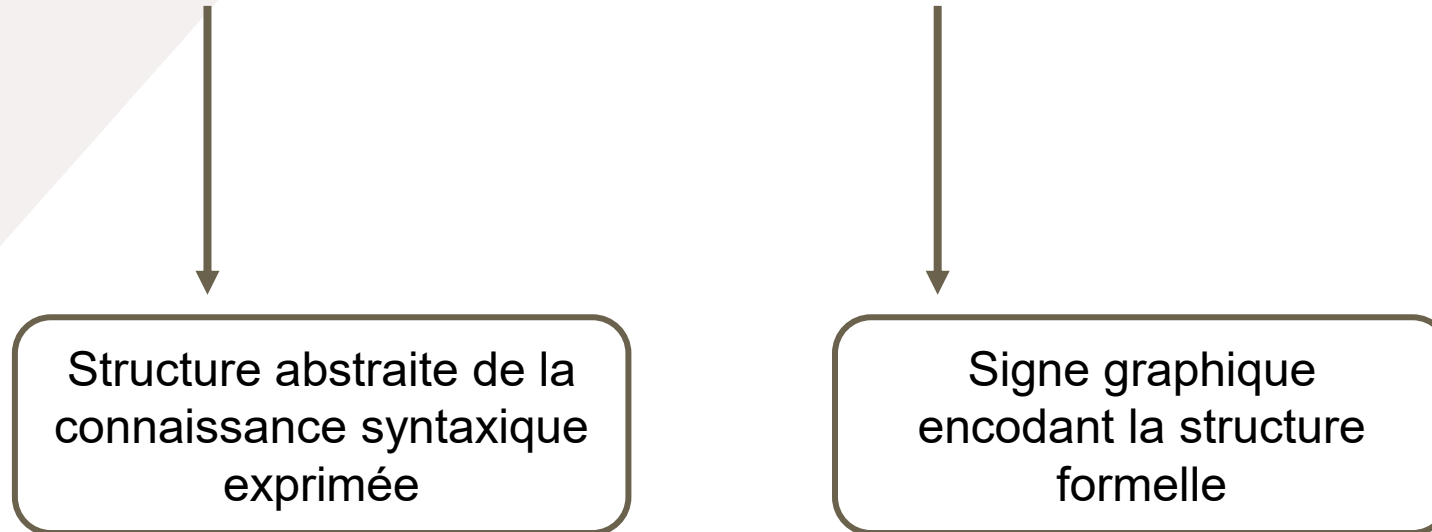 Structure abstraite de la
connaissance syntaxique
exprimée
Signe graphique
encodant la structure
formelle